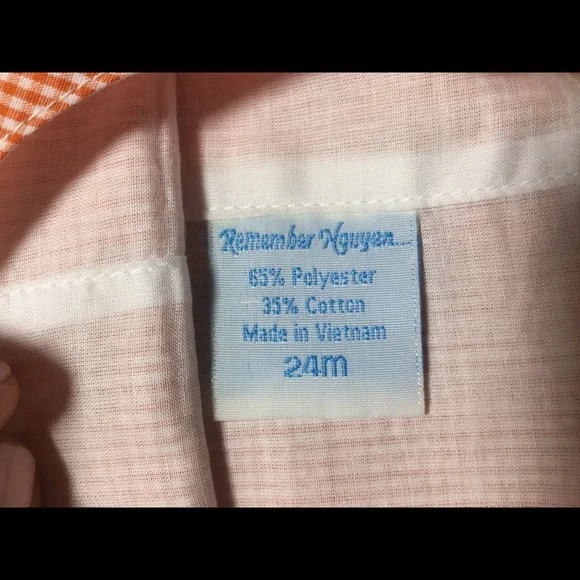 Remember Nguyen....
65% Polyester
35% Cotton
Made in Vietnam
24m